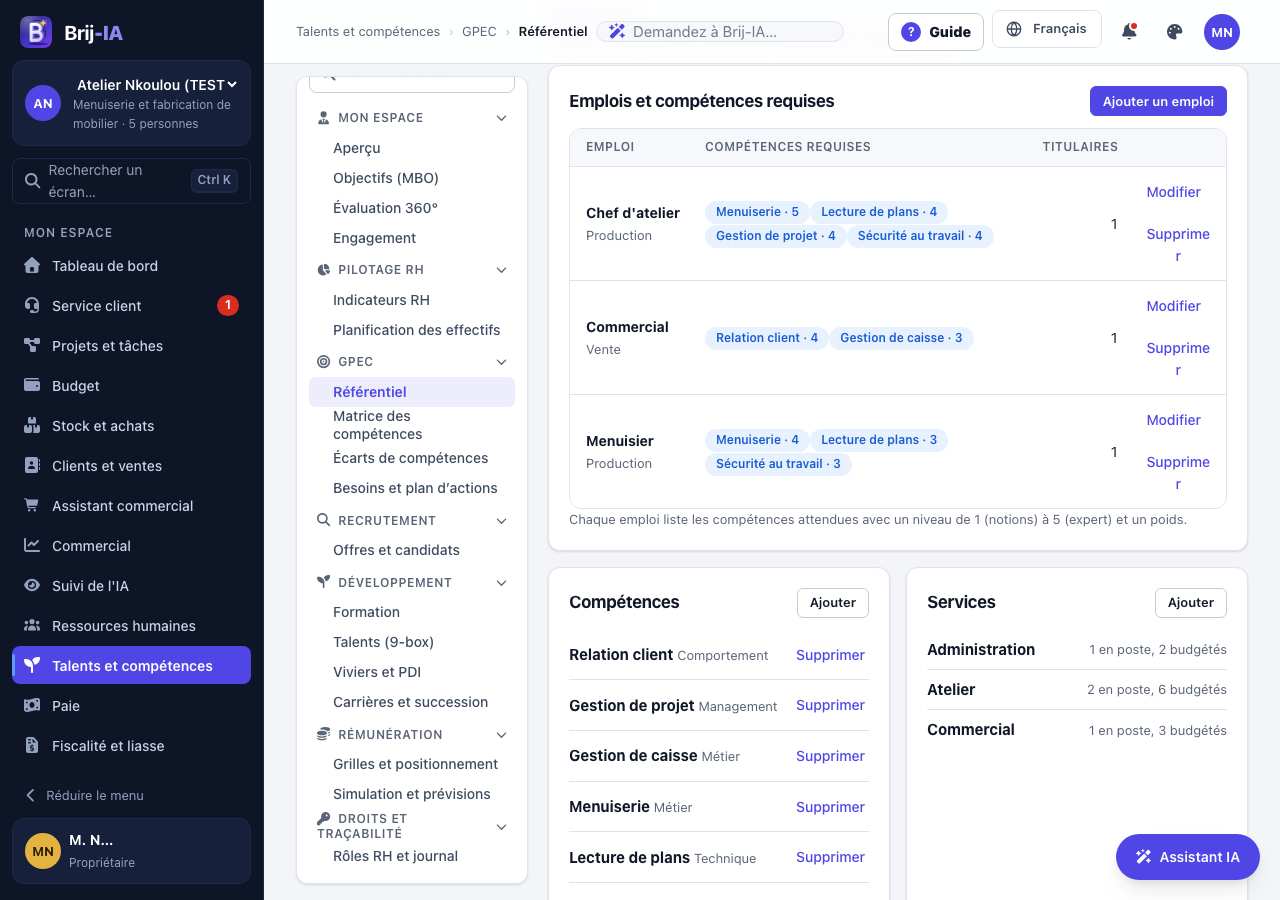 Brij-IA
AN
Atelier Nkoulou (TEST
Menuiserie et fabrication de
mobilier · 5 personnes
Rechercher un
écran...
Ctrl K
MON ESPACE
Tableau de bord
Service client
1
Projets et tâches
Budget
Stock et achats
Clients et ventes
Assistant commercial
Commercial
Suivi de l'IA
Ressources humaines
Talents et compétences
Paie
Fiscalité et liasse
Réduire le menu
MN
M. N...
Propriétaire
Talents et compétences › GPEC › Référentiel
Demandez à Brij-IA...
? Guide
Français
MN
MON ESPACE
Aperçu
Objectifs (MBO)
Évaluation 360°
Engagement
PILOTAGE RH
Indicateurs RH
Planification des effectifs
GPEC
Référentiel
Matrice des
compétences
Écarts de compétences
Besoins et plan d'actions
RECRUTEMENT
Offres et candidats
DÉVELOPPEMENT
Formation
Talents (9-box)
Viviers et PDI
Carrières et succession
RÉMUNÉRATION
Grilles et positionnement
Simulation et prévisions
DROITS ET
TRAÇABILITÉ
Rôles RH et journal
Emplois et compétences requises
Ajouter un emploi
EMPLOI COMPÉTENCES REQUISES TITULAIRES
Chef d'atelier
Production
Menuiserie · 5 Lecture de plans · 4
Gestion de projet · 4 Sécurité au travail · 4
1
Modifier
Supprime
r
Commercial
Vente
Relation client · 4 Gestion de caisse · 3
1
Modifier
Supprime
r
Menuisier
Production
Menuiserie · 4 Lecture de plans · 3
Sécurité au travail · 3
1
Modifier
Supprime
r
Chaque emploi liste les compétences attendues avec un niveau de 1 (notions) à 5 (expert) et un poids.
Compétences
Ajouter
Relation client Comportement Supprimer
Gestion de projet Management Supprimer
Gestion de caisse Métier Supprimer
Menuiserie Métier Supprimer
Lecture de plans Technique Supprimer
Services
Ajouter
Administration 1 en poste, 2 budgétés
Atelier 2 en poste, 6 budgétés
Commercial 1 en poste, 3 budgétés
Assistant IA